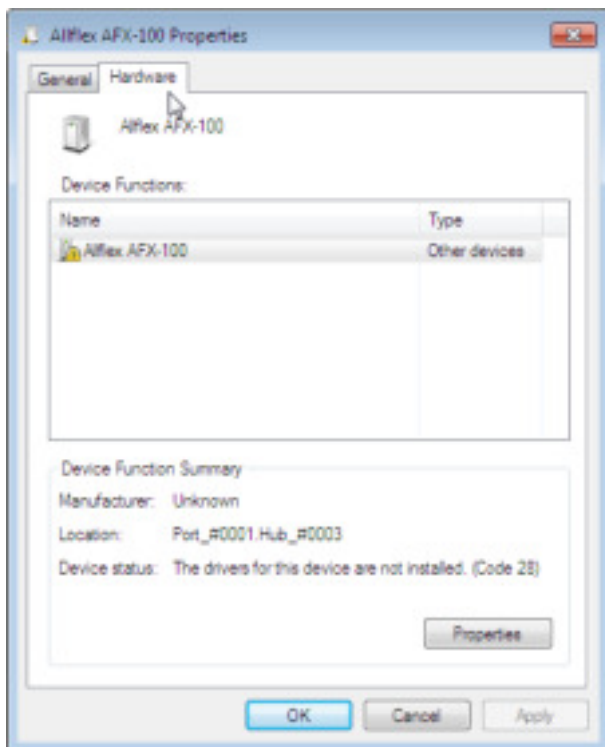 Allflex AFX-100 Properties
General Hardware
Allflex AFX-100
Device Functions:
Name Type
Allflex AFX-100 Other devices
Device Function Summary
Manufacturer: Unknown
Location: Port_#0001.Hub_#0003
Device status: The drivers for this device are not installed. (Code 28)
Properties
OK Cancel Apply